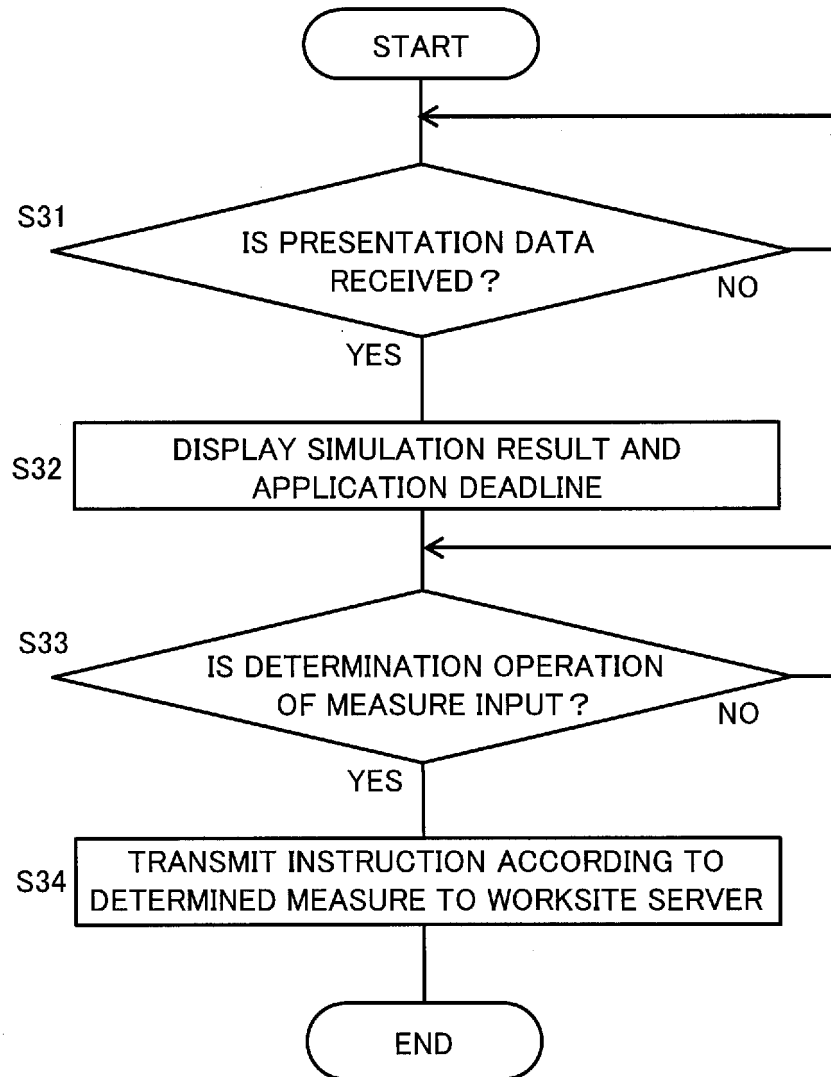 START
S31
IS PRESENTATION DATA
RECEIVED?
NO
YES
S32
DISPLAY SIMULATION RESULT AND
APPLICATION DEADLINE
S33
IS DETERMINATION OPERATION
OF MEASURE INPUT?
NO
YES
S34
TRANSMIT INSTRUCTION ACCORDING TO
DETERMINED MEASURE TO WORKSITE SERVER
END